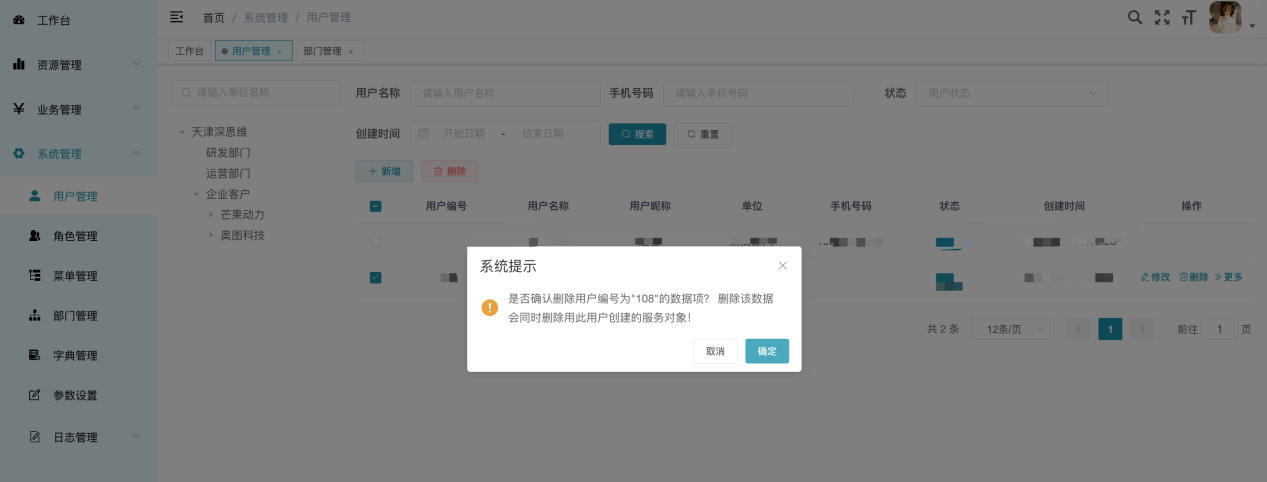 工作台
资源管理
业务管理
系统管理
用户管理
角色管理
菜单管理
部门管理
字典管理
参数设置
日志管理
首页 / 系统管理 / 用户管理
工作台 用户管理 × 部门管理 ×
请输入单位名称
天津深思维
研发部门
运营部门
企业客户
芒果动力
奥图科技
用户名称 请输入用户名称 手机号码 请输入手机号码 状态 用户状态
创建时间 开始日期 - 结束日期 搜索 重置
新增 删除
用户编号 用户名称 用户昵称 单位 手机号码 状态 创建时间 操作
修改 删除 更多
共 2 条 12条/页 1 前往 1 页
系统提示
是否确认删除用户编号为"108"的数据项？ 删除该数据
会同时删除用此用户创建的服务对象!
取消 确定